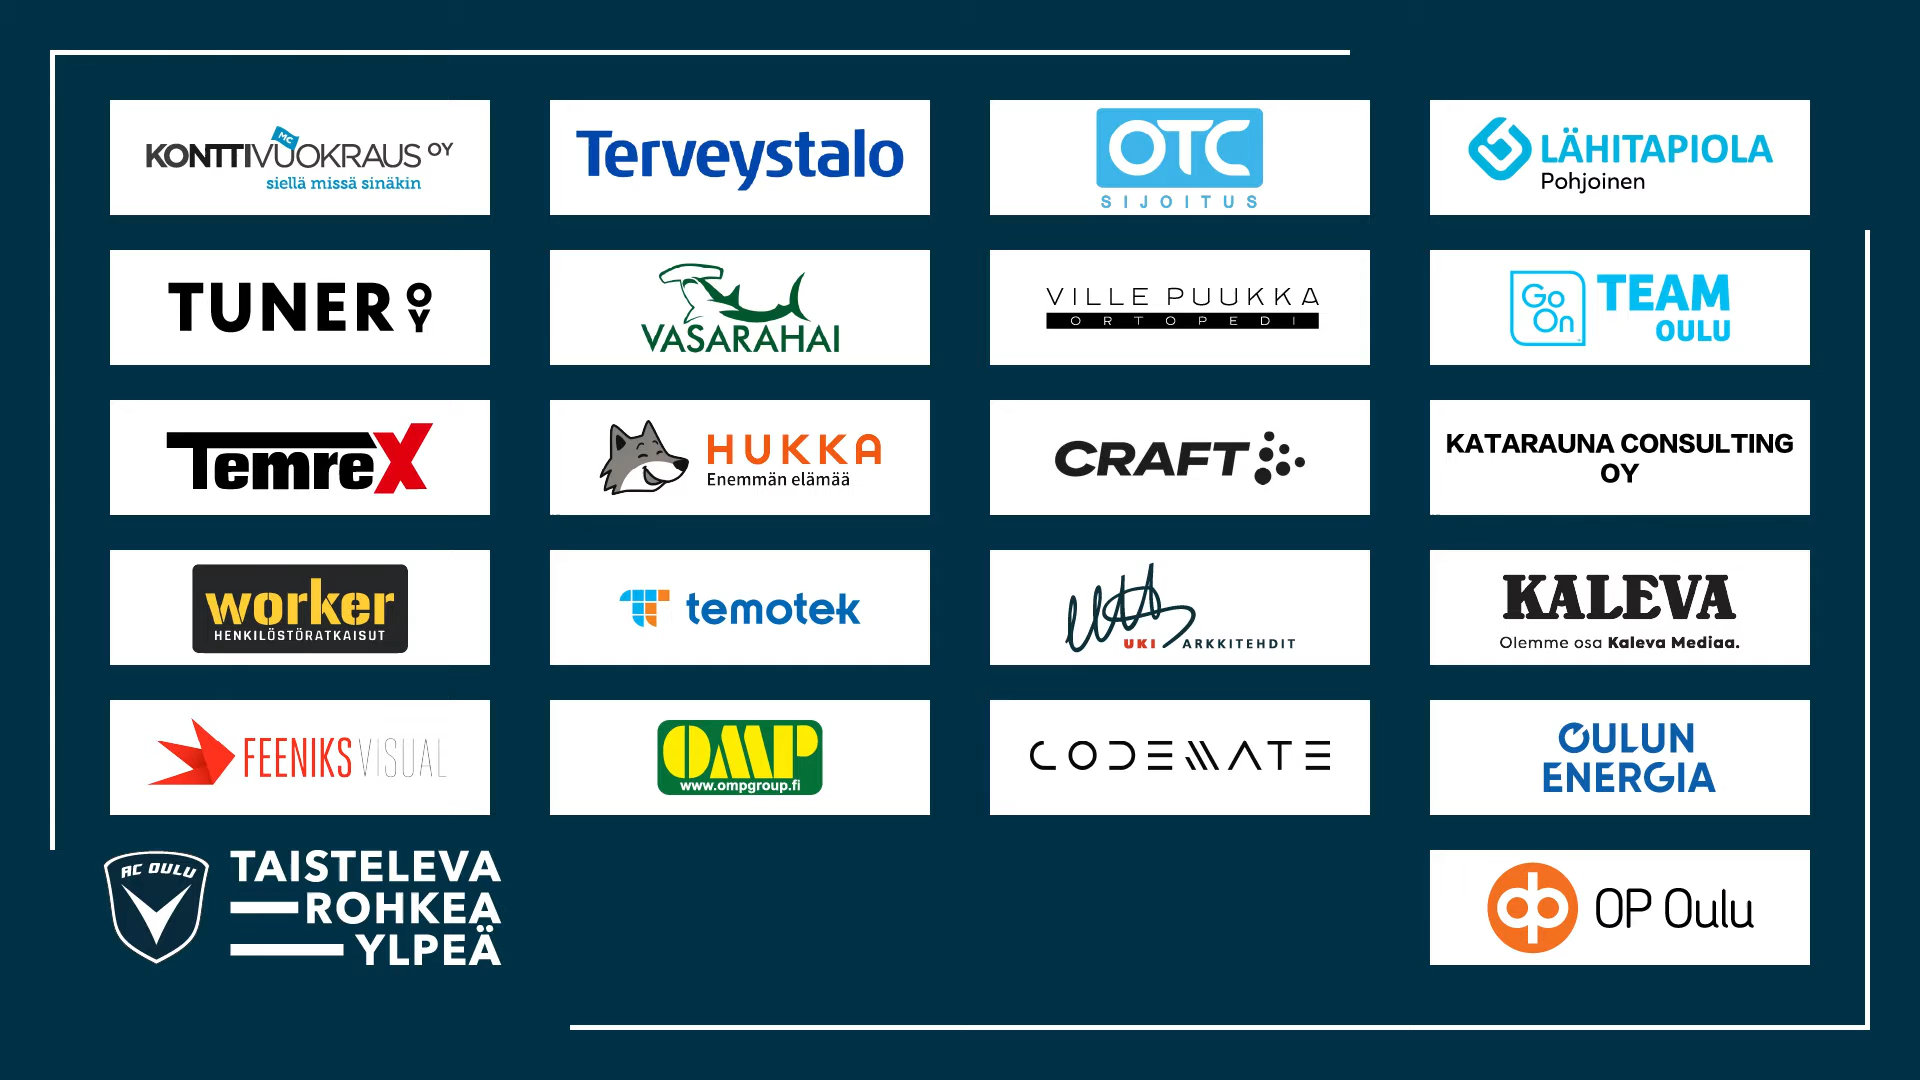 MC
KONTTIVUOKRAUS OY
siellä missä sinäkin
Terveystalo
OTC
SIJOITUS
LÄHITAPIOLA
Pohjoinen
TUNER OY
VASARAHAI
VILLE PUUKKA
ORTOPEDI
Go On
TEAM
OULU
TemreX
HUKKA
Enemmän elämää
CRAFT
KATARAUNA CONSULTING
OY
worker
HENKILÖSTÖRATKAISUT
temotek
UKI ARKKITEHDIT
KALEVA
Olemme osa Kaleva Mediaa.
FEENIKS VISUAL
OMP
www.ompgroup.fi
CODEMATE
OULUN
ENERGIA
AC OULU
TAISTELEVA
ROHKEA
YLPEÄ
OP Oulu